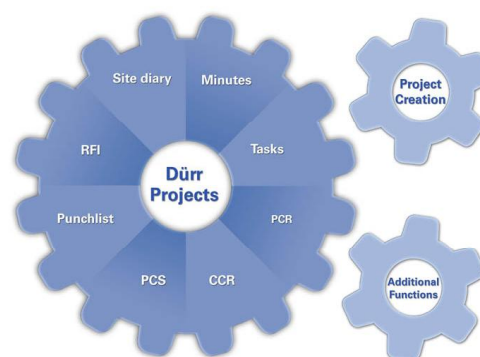 Site diary
Minutes
RFI
Tasks
Dürr
Projects
Punchlist
PCR
PCS
CCR
Project
Creation
Additional
Functions